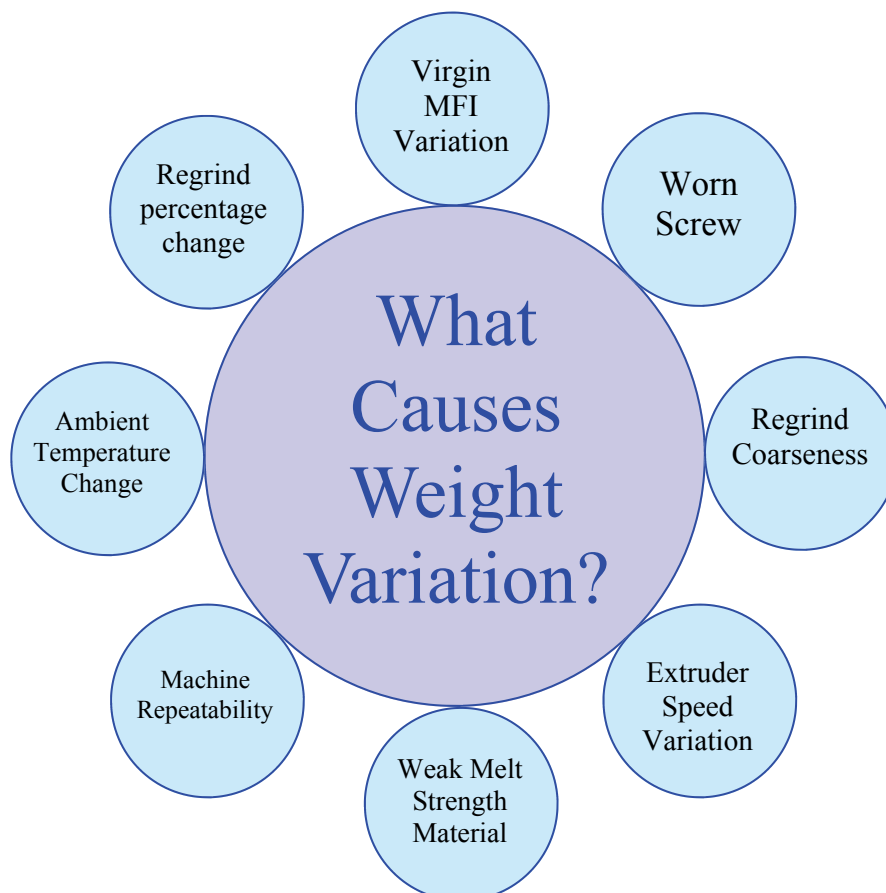 What
Causes
Weight
Variation?
Virgin
MFI
Variation
Worn
Screw
Regrind
Coarseness
Extruder
Speed
Variation
Weak Melt
Strength
Material
Machine
Repeatability
Ambient
Temperature
Change
Regrind
percentage
change